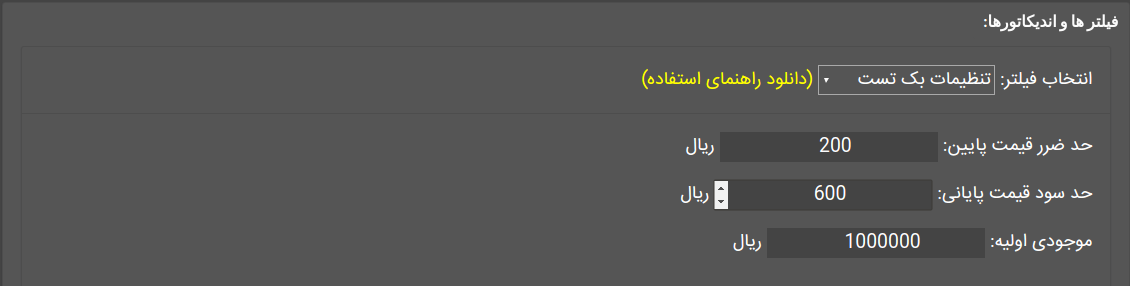 فیلتر ها و اندیکاتورها:
انتخاب فیلتر: تنظیمات بک تست (دانلود راهنمای استفاده)
حد ضرر قیمت پایین: 200 ریال
حد سود قیمت پایانی: 600 ریال
موجودی اولیه: 1000000 ریال